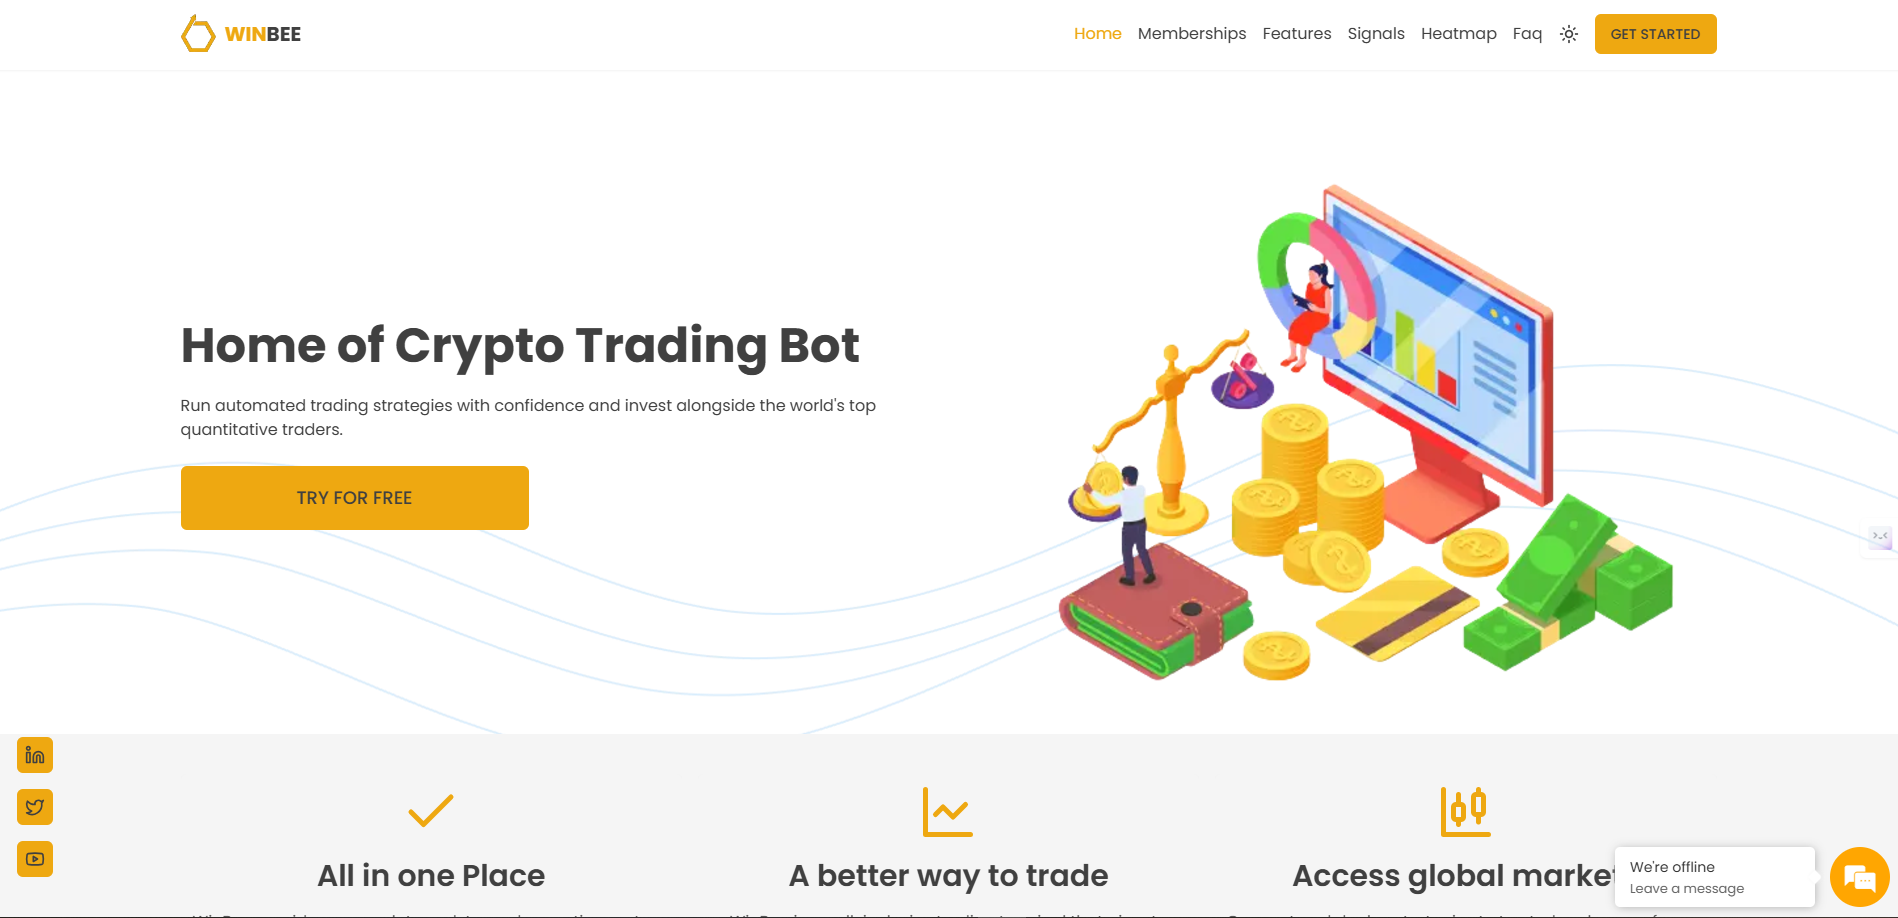 WINBEE
Home Memberships Features Signals Heatmap Faq GET STARTED
Home of Crypto Trading Bot
Run automated trading strategies with confidence and invest alongside the world's top
quantitative traders.
TRY FOR FREE
All in one Place
A better way to trade
Access global market
We're offline
Leave a message